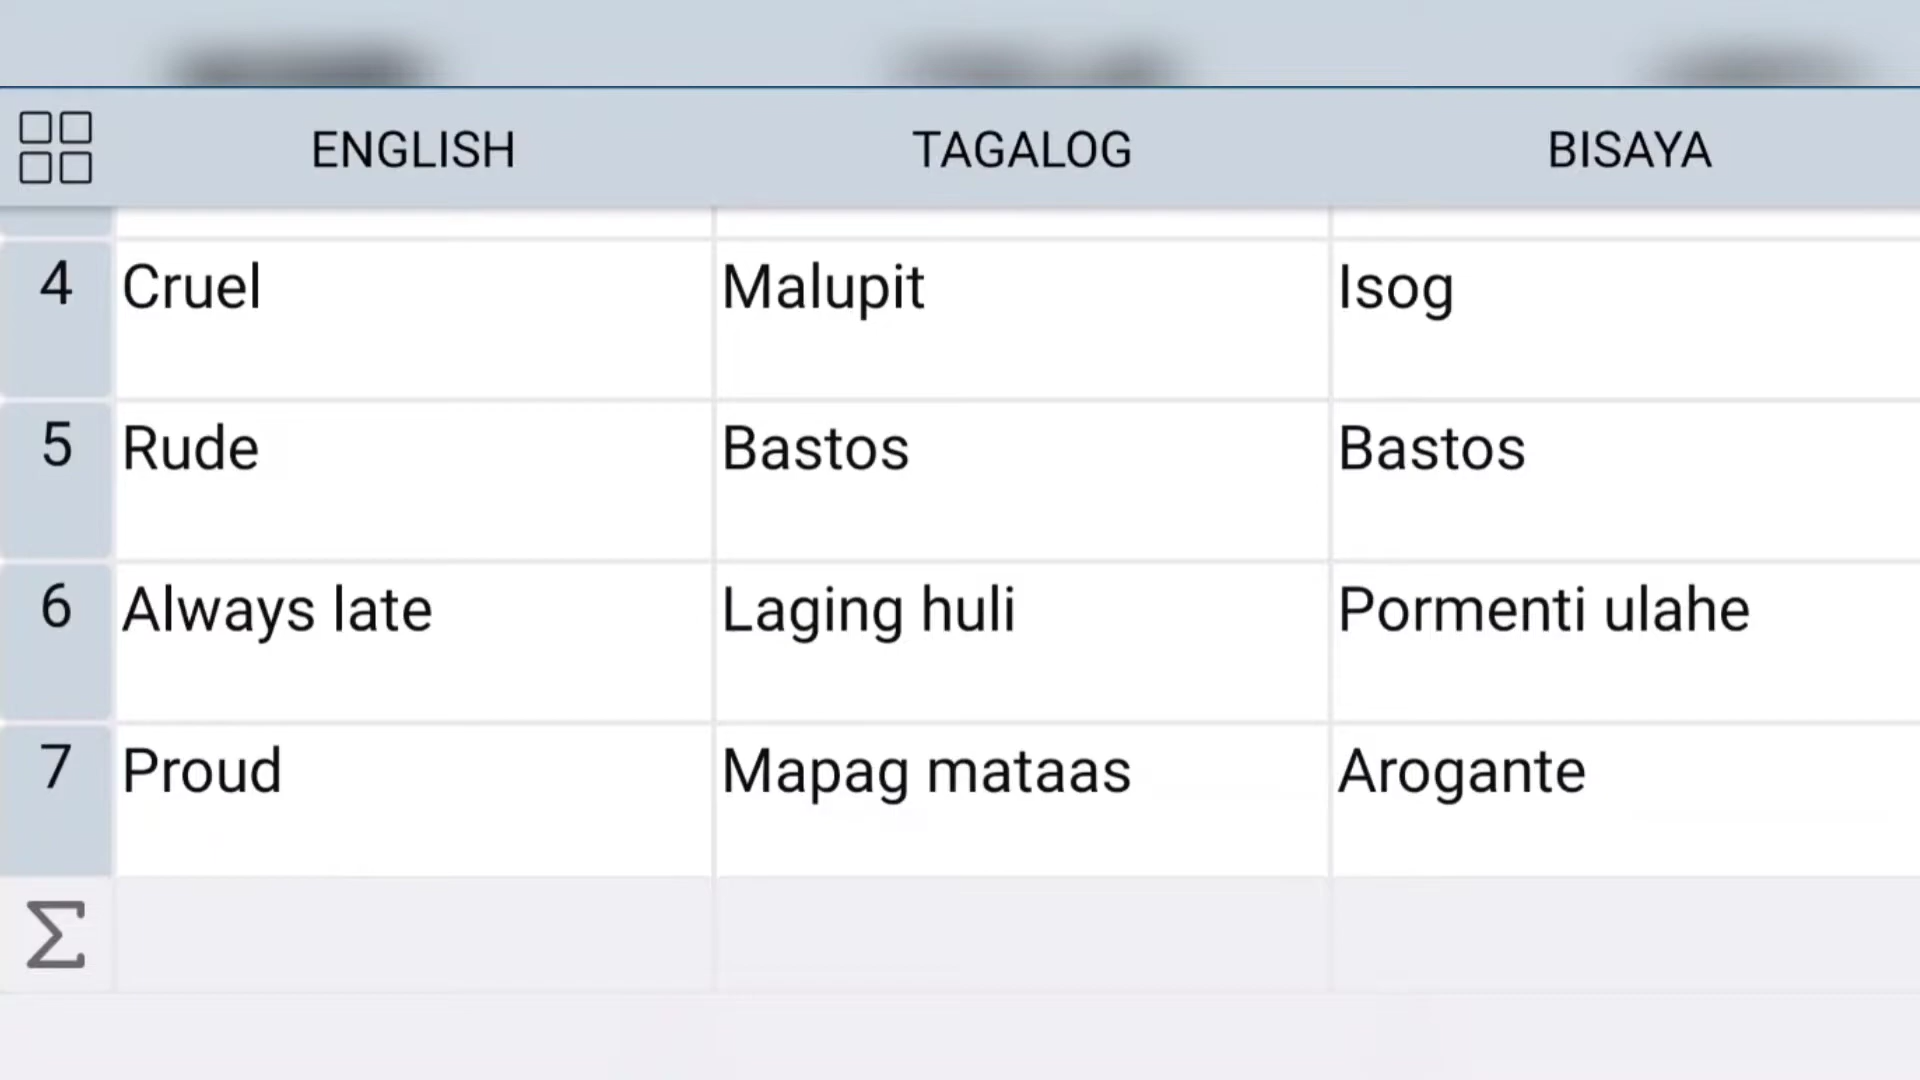 ENGLISH TAGALOG BISAYA
4 Cruel Malupit Isog
5 Rude Bastos Bastos
6 Always late Laging huli Pormenti ulahe
7 Proud Mapag mataas Arogante
Σ